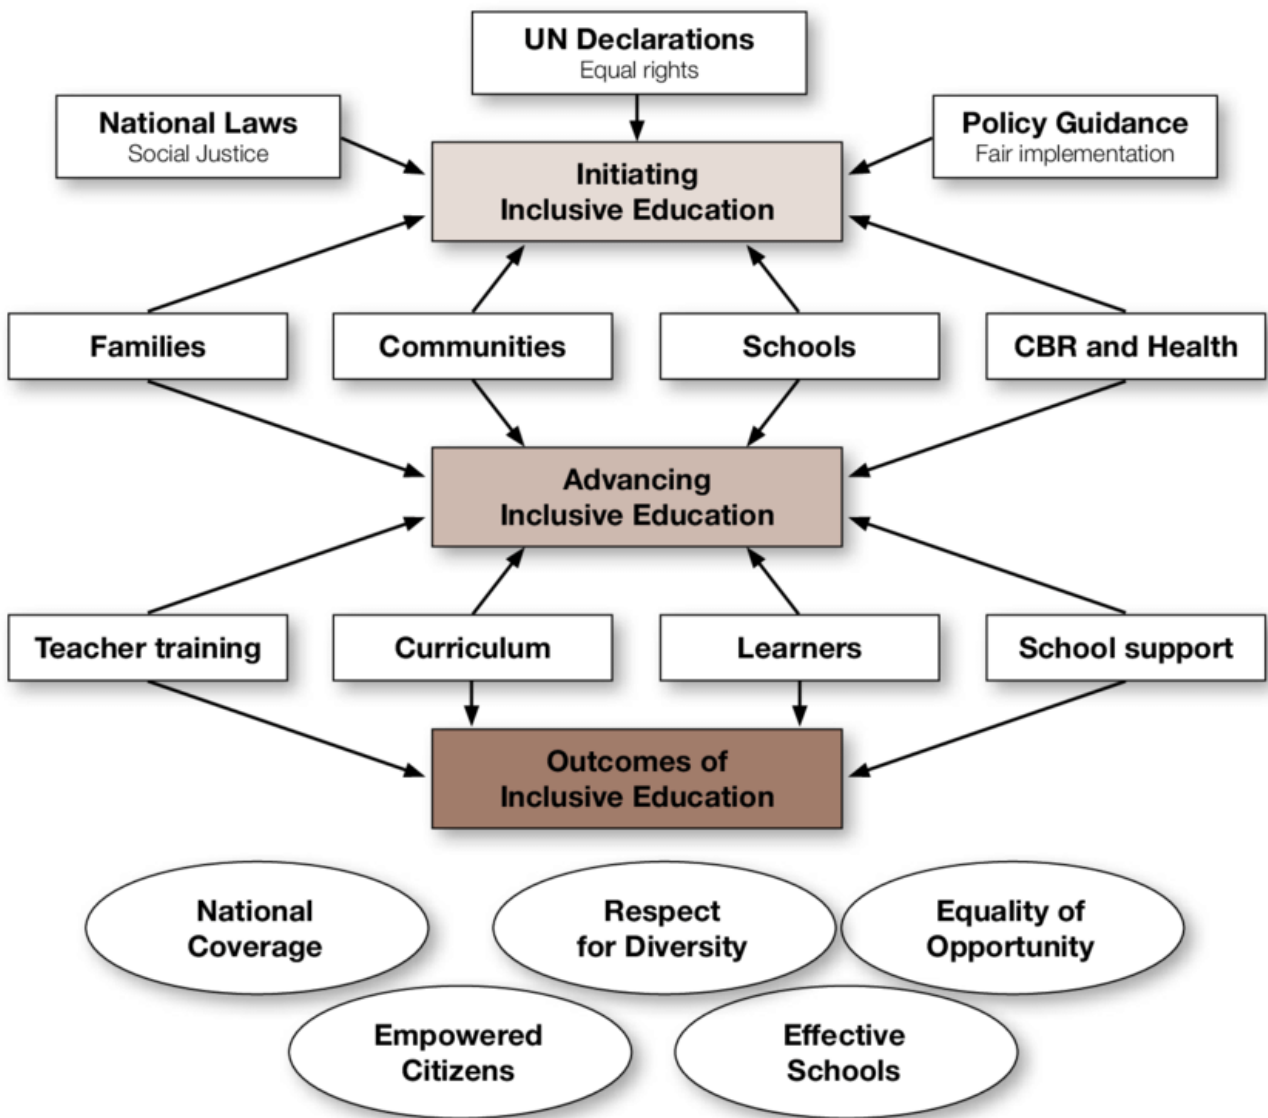 UN Declarations
Equal rights
National Laws
Social Justice
Policy Guidance
Fair implementation
Initiating
Inclusive Education
Families
Communities
Schools
CBR and Health
Advancing
Inclusive Education
Teacher training
Curriculum
Learners
School support
Outcomes of
Inclusive Education
National
Coverage
Respect
for Diversity
Equality of
Opportunity
Empowered
Citizens
Effective
Schools